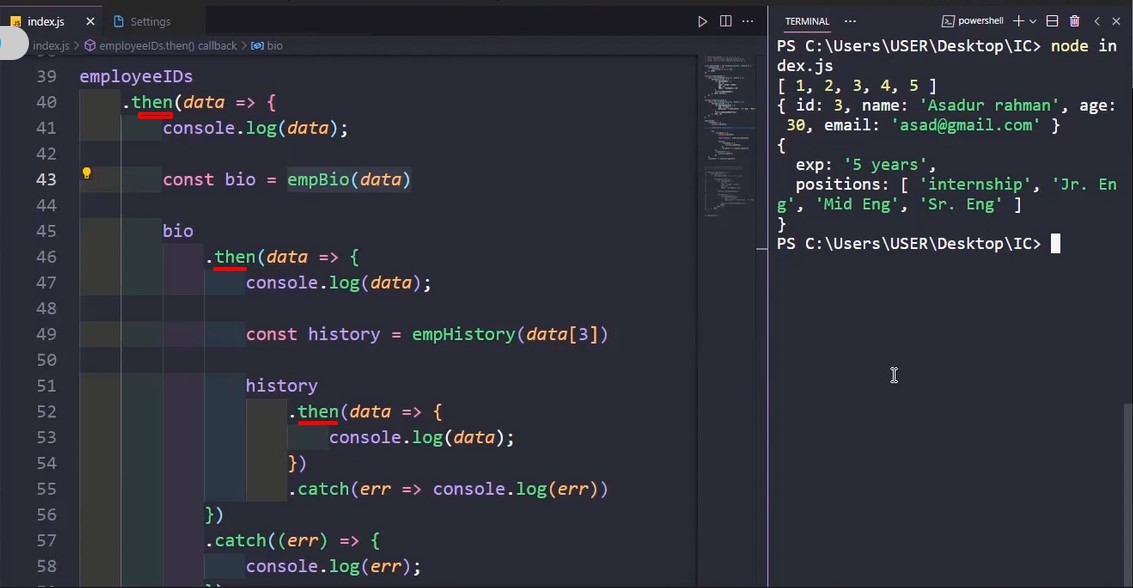 index.js
Settings
index.js > employeeIDs.then() callback > bio
39 employeeIDs
40 .then(data => {
41 console.log(data);
42
43 const bio = empBio(data)
44
45 bio
46 .then(data => {
47 console.log(data);
48
49 const history = empHistory(data[3])
50
51 history
52 .then(data => {
53 console.log(data);
54 })
55 .catch(err => console.log(err))
56 })
57 .catch((err) => {
58 console.log(err);
TERMINAL
powershell
PS C:\Users\USER\Desktop\IC> node in
dex.js
[ 1, 2, 3, 4, 5 ]
{ id: 3, name: 'Asadur rahman', age:
30, email: 'asad@gmail.com' }
{
exp: '5 years',
positions: [ 'internship', 'Jr. En
g', 'Mid Eng', 'Sr. Eng' ]
}
PS C:\Users\USER\Desktop\IC>